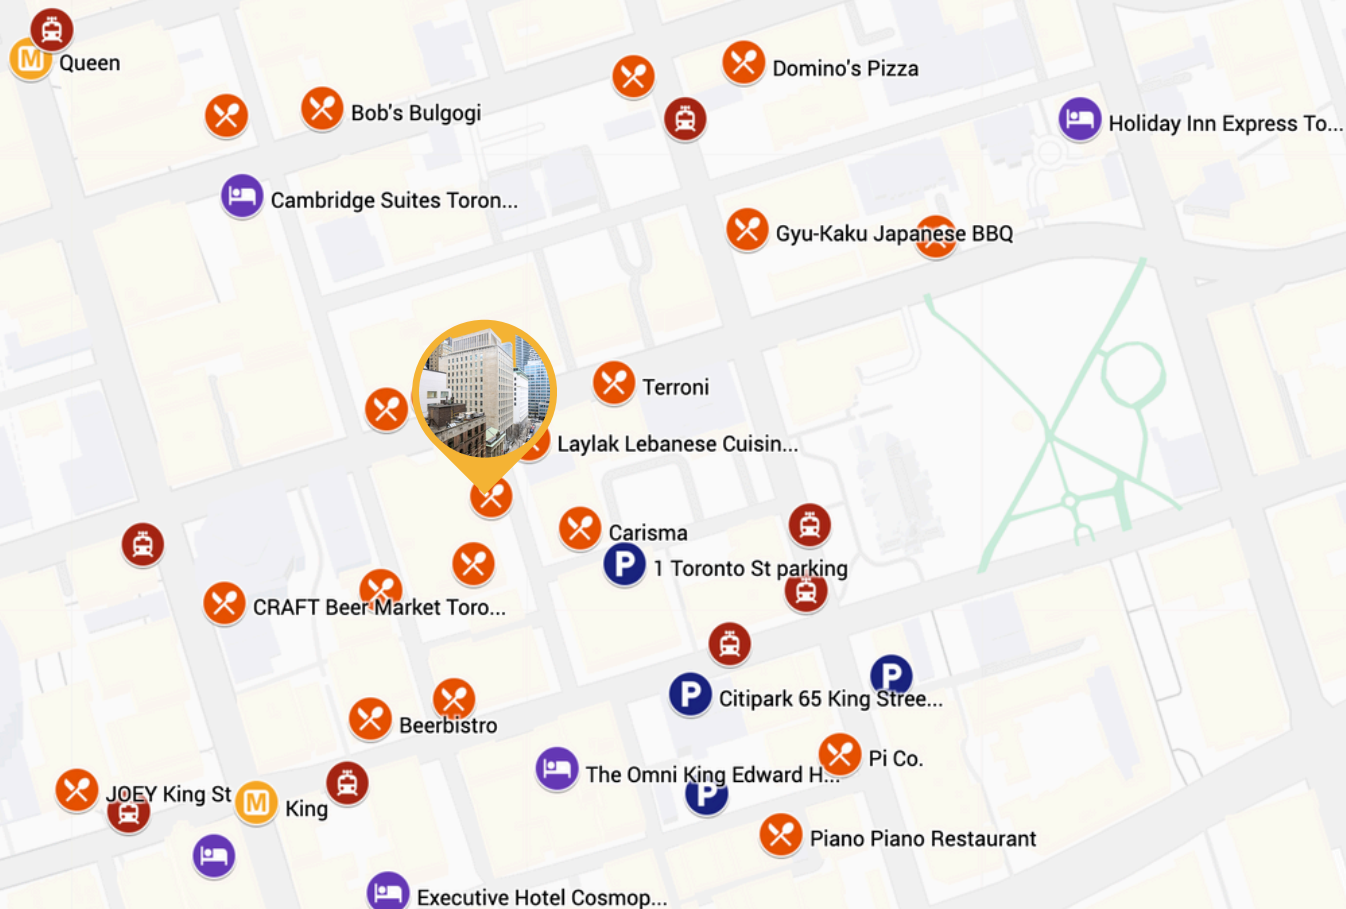 M
Queen
Domino's Pizza
Bob's Bulgogi
Holiday Inn Express To...
Cambridge Suites Toron...
Gyu-Kaku Japanese BBQ
Terroni
Laylak Lebanese Cuisin...
Carisma
P
1 Toronto St parking
CRAFT Beer Market Toro...
P
P
Citipark 65 King Stree...
Beerbistro
Pi Co.
The Omni King Edward H...
P
JOEY King St
M
King
Piano Piano Restaurant
Executive Hotel Cosmop...